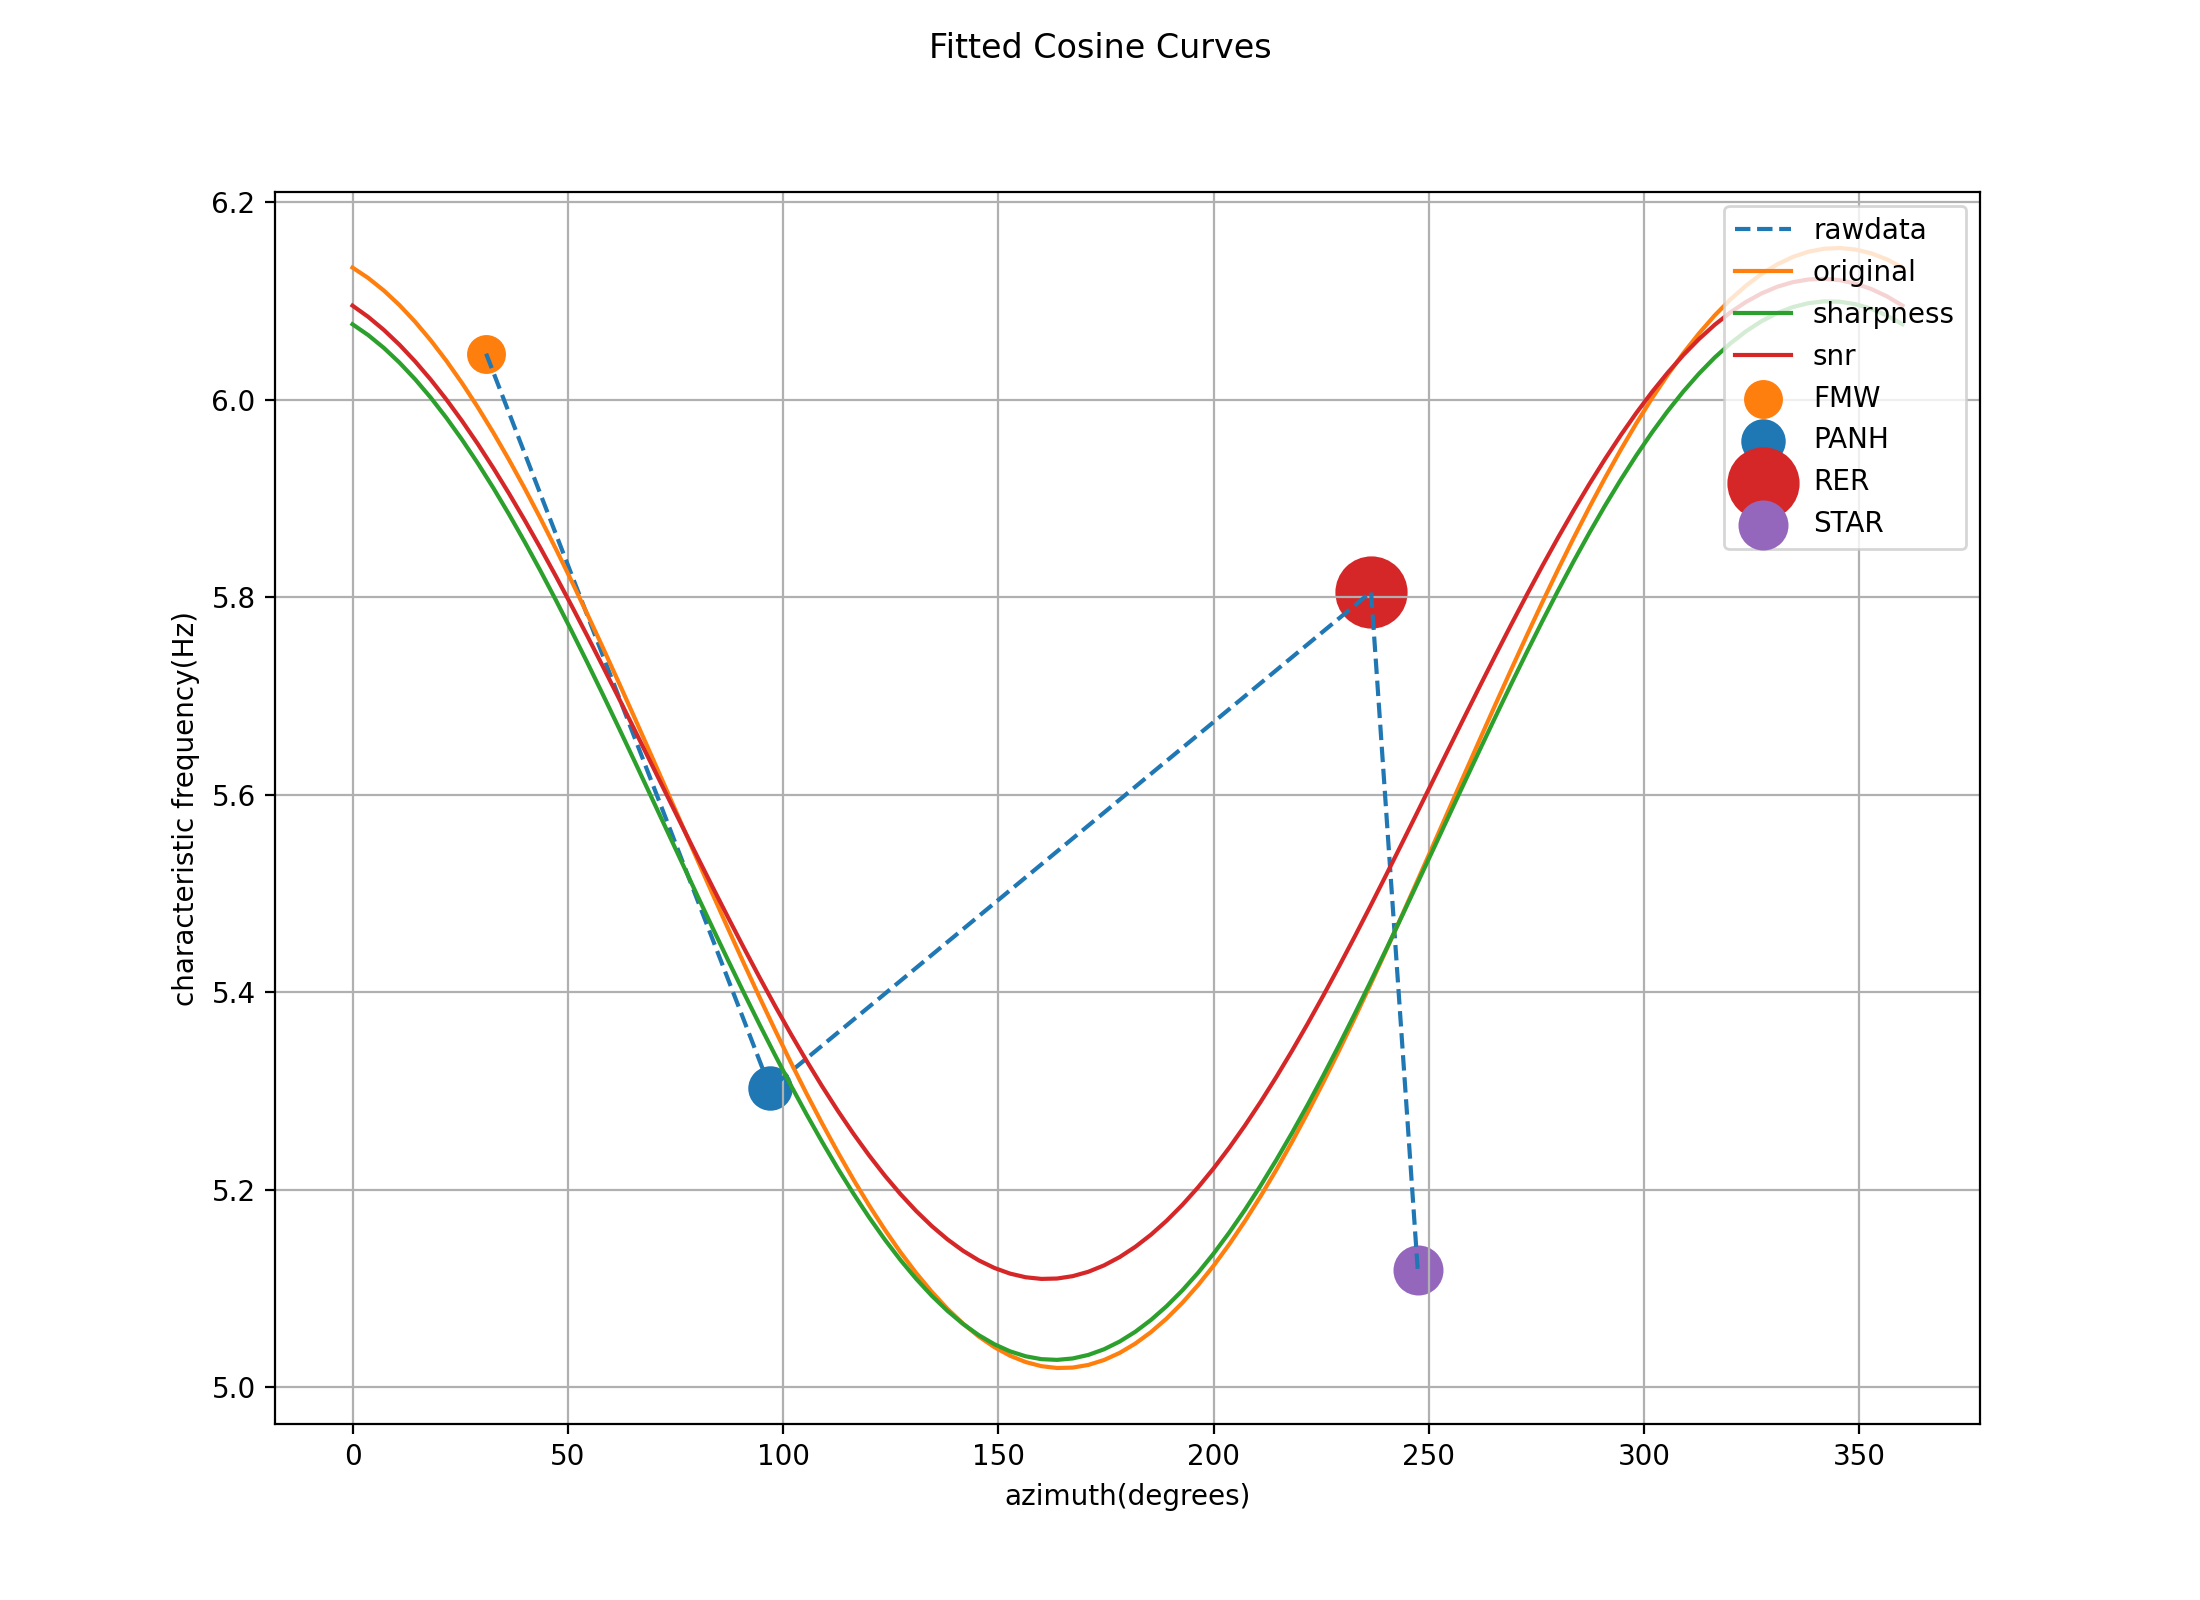 Fitted Cosine Curves
6.2
6.0
5.8
5.6
5.4
5.2
5.0
characteristic frequency(Hz)
0 50 100 150 200 250 300 350
azimuth(degrees)
rawdata
original
sharpness
snr
FMW
PANH
RER
STAR